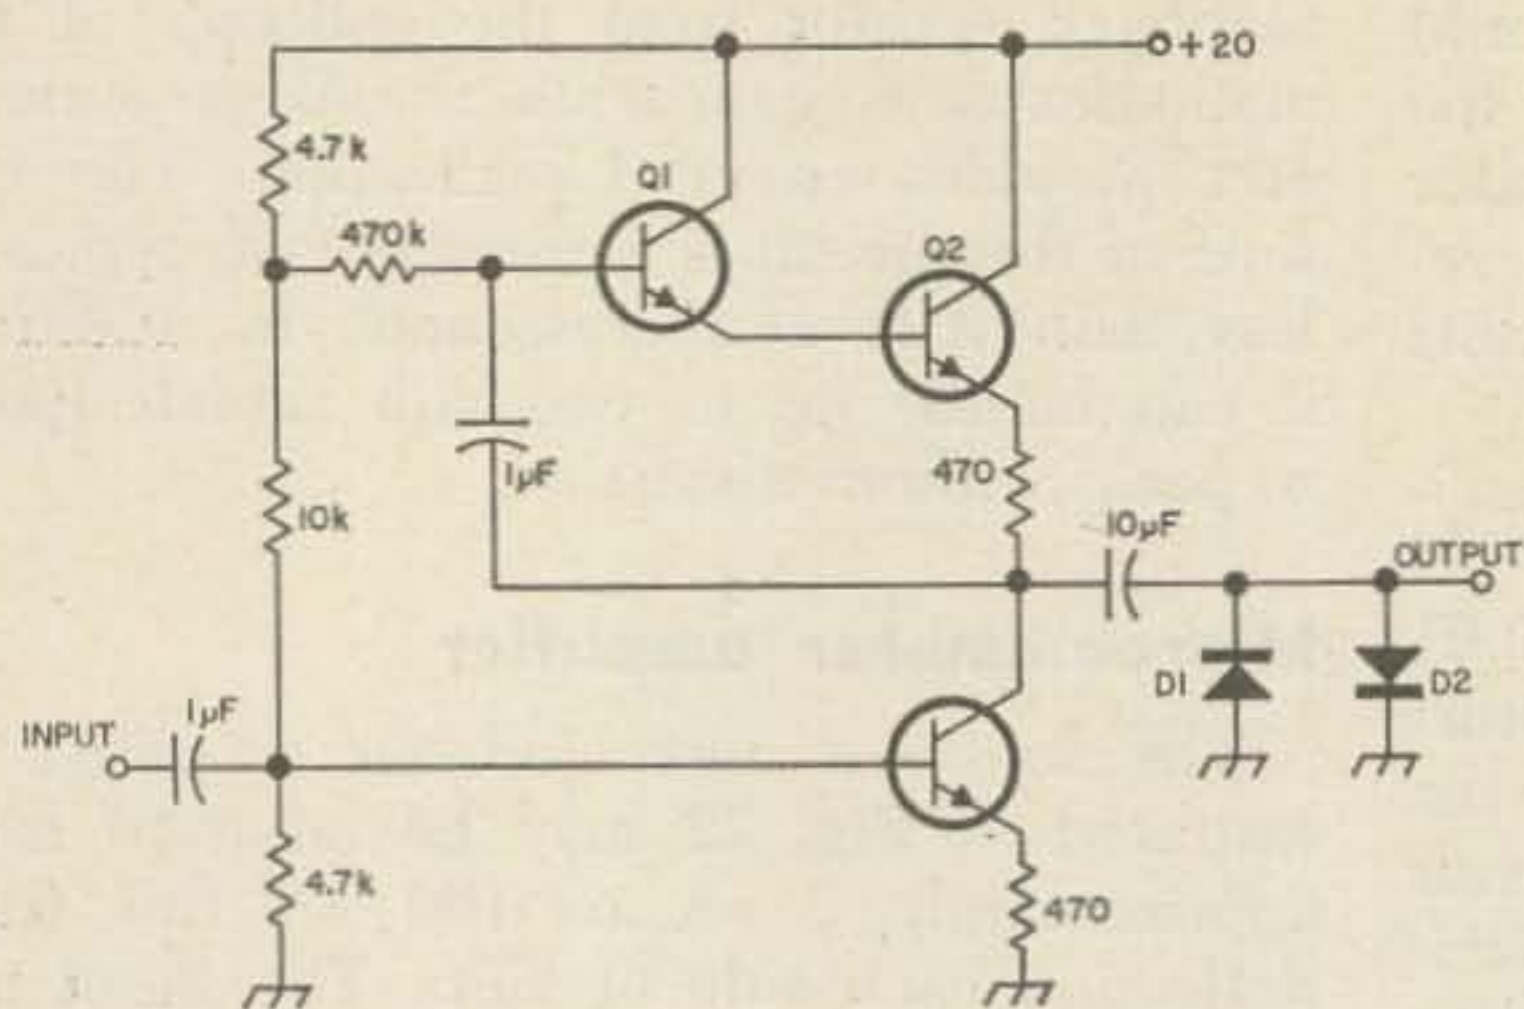 +20
4.7k
Q1
470k
Q2
1µF
470
10µF
OUTPUT
10k
D1
D2
1µF
INPUT
4.7k
470